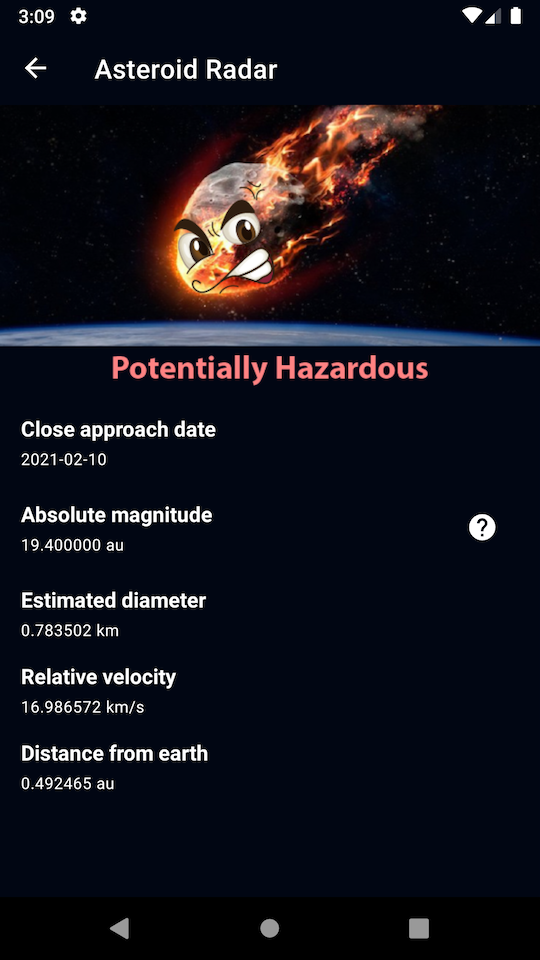 3:09
Asteroid Radar
Potentially Hazardous
Close approach date
2021-02-10
Absolute magnitude
19.400000 au
?
Estimated diameter
0.783502 km
Relative velocity
16.986572 km/s
Distance from earth
0.492465 au